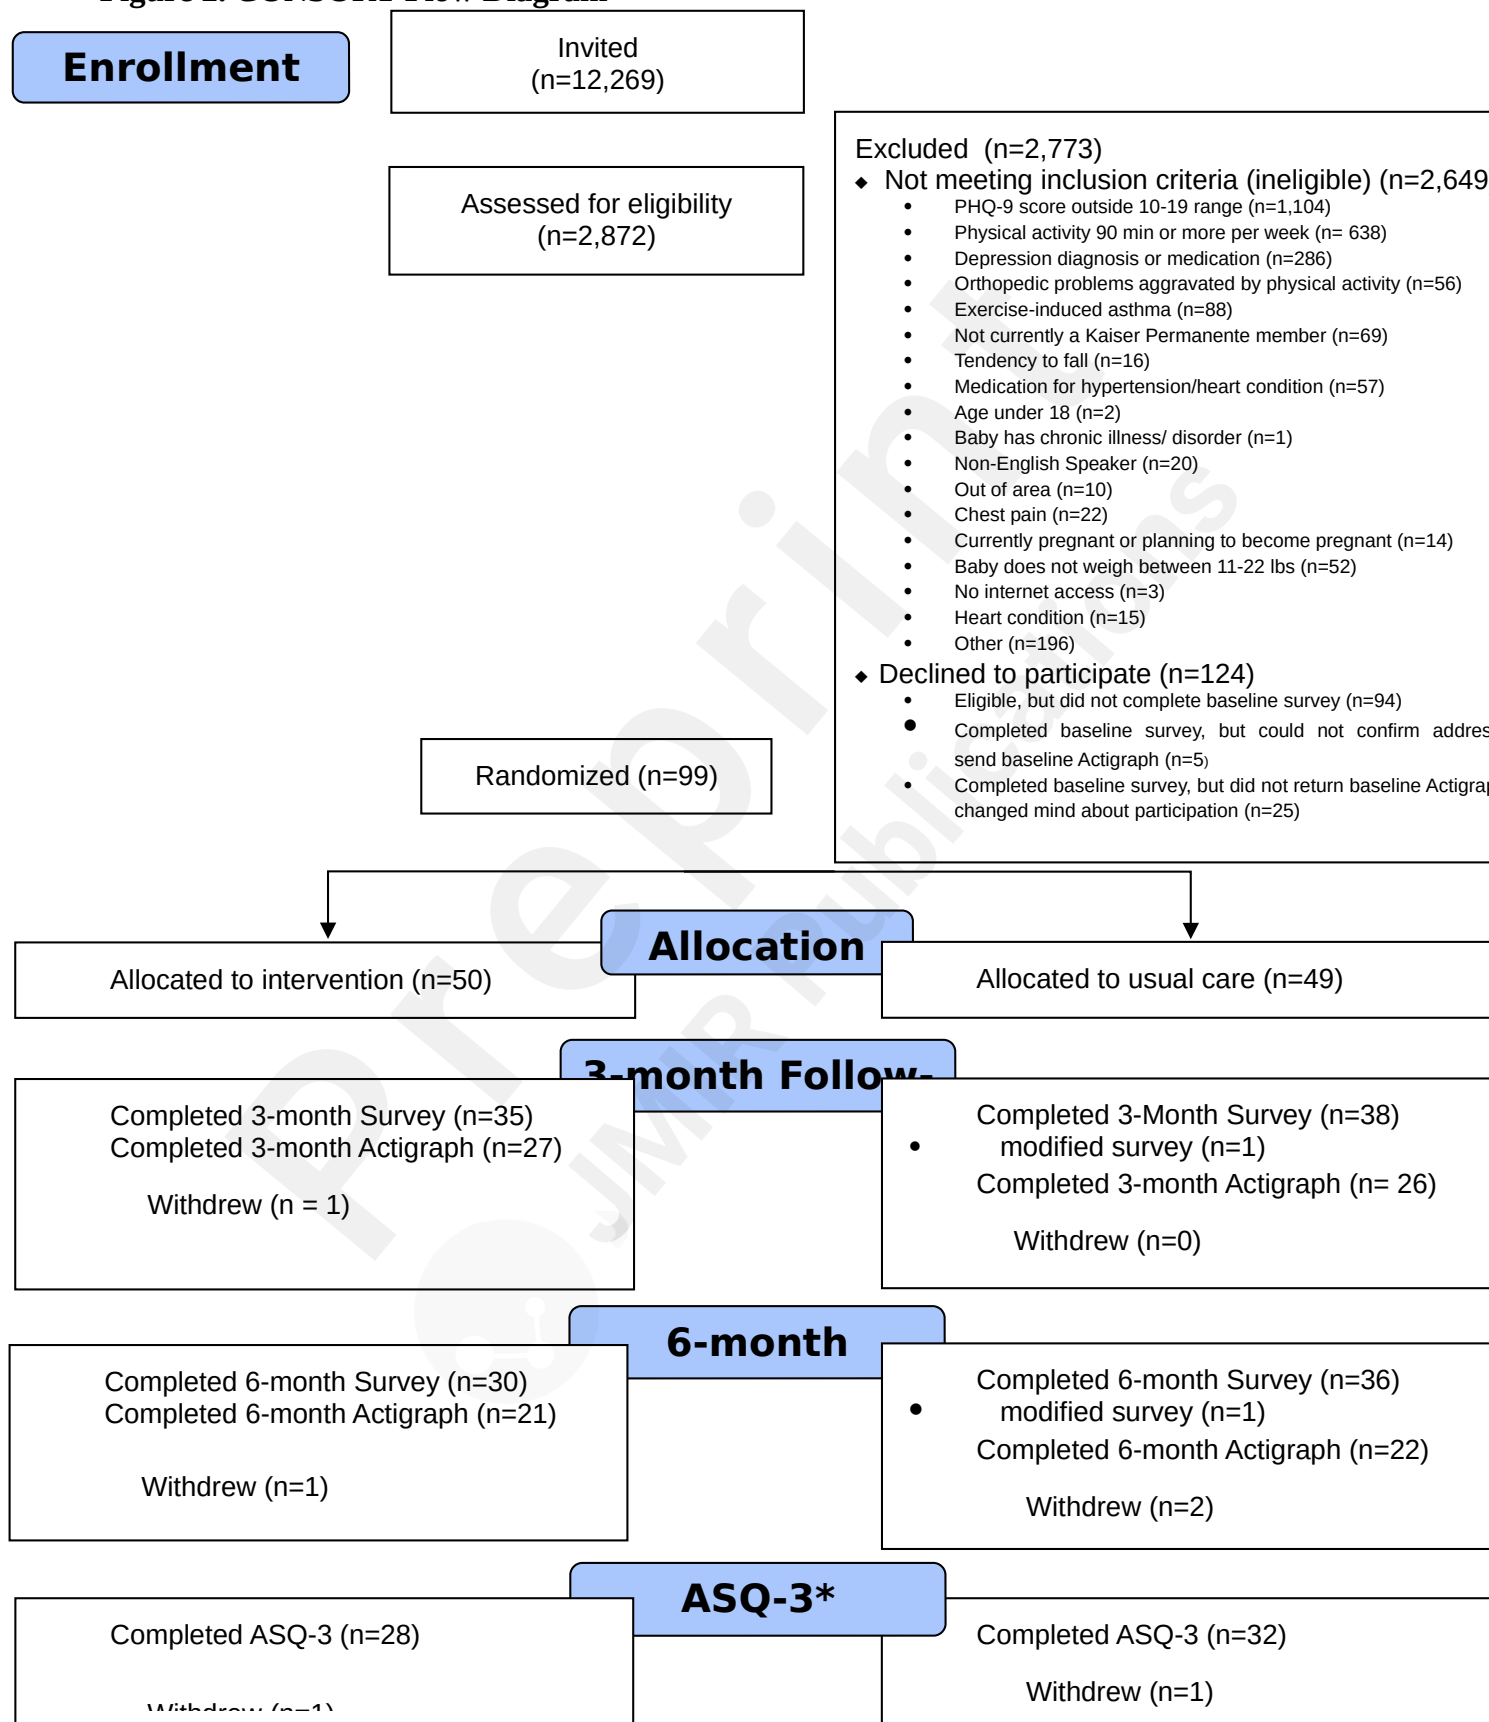 Figure 1. CONSORT Flow Diagram
Enrollment
Invited
(n=12,269)
Assessed for eligibility
(n=2,872)
Excluded (n=2,773)
◆ Not meeting inclusion criteria (ineligible) (n=2,649
• PHQ-9 score outside 10-19 range (n=1,104)
• Physical activity 90 min or more per week (n= 638)
• Depression diagnosis or medication (n=286)
• Orthopedic problems aggravated by physical activity (n=56)
• Exercise-induced asthma (n=88)
• Not currently a Kaiser Permanente member (n=69)
• Tendency to fall (n=16)
• Medication for hypertension/heart condition (n=57)
• Age under 18 (n=2)
• Baby has chronic illness/ disorder (n=1)
• Non-English Speaker (n=20)
• Out of area (n=10)
• Chest pain (n=22)
• Currently pregnant or planning to become pregnant (n=14)
• Baby does not weigh between 11-22 lbs (n=52)
• No internet access (n=3)
• Heart condition (n=15)
• Other (n=196)
◆ Declined to participate (n=124)
• Eligible, but did not complete baseline survey (n=94)
• Completed baseline survey, but could not confirm addres
send baseline Actigraph (n=5)
• Completed baseline survey, but did not return baseline Actigrap
changed mind about participation (n=25)
Randomized (n=99)
Allocation
Allocated to intervention (n=50)
Allocated to usual care (n=49)
3-month Follow-
Completed 3-month Survey (n=35)
Completed 3-month Actigraph (n=27)
Withdrew (n = 1)
Completed 3-Month Survey (n=38)
• modified survey (n=1)
Completed 3-month Actigraph (n= 26)
Withdrew (n=0)
6-month
Completed 6-month Survey (n=30)
Completed 6-month Actigraph (n=21)
Withdrew (n=1)
Completed 6-month Survey (n=36)
• modified survey (n=1)
Completed 6-month Actigraph (n=22)
Withdrew (n=2)
ASQ-3*
Completed ASQ-3 (n=28)
Withdrew (n=1)
Completed ASQ-3 (n=32)
Withdrew (n=1)
Preprint
JMIR Publications